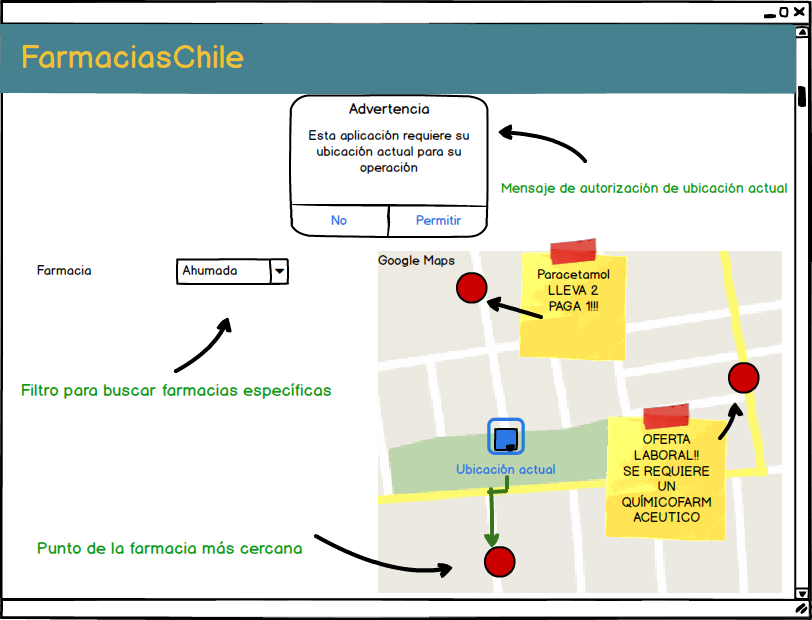 FarmaciasChile
Advertencia
Esta aplicación requiere su
ubicación actual para su
operación
No
Permitir
Mensaje de autorización de ubicación actual
Farmacia
Ahumada
Filtro para buscar farmacias específicas
Google Maps
Paracetamol
LLEVA 2
PAGA 1!!!
Ubicación actual
OFERTA
LABORAL!!
SE REQUIERE
UN
QUÍMICOFARM
ACEUTICO
Punto de la farmacia más cercana